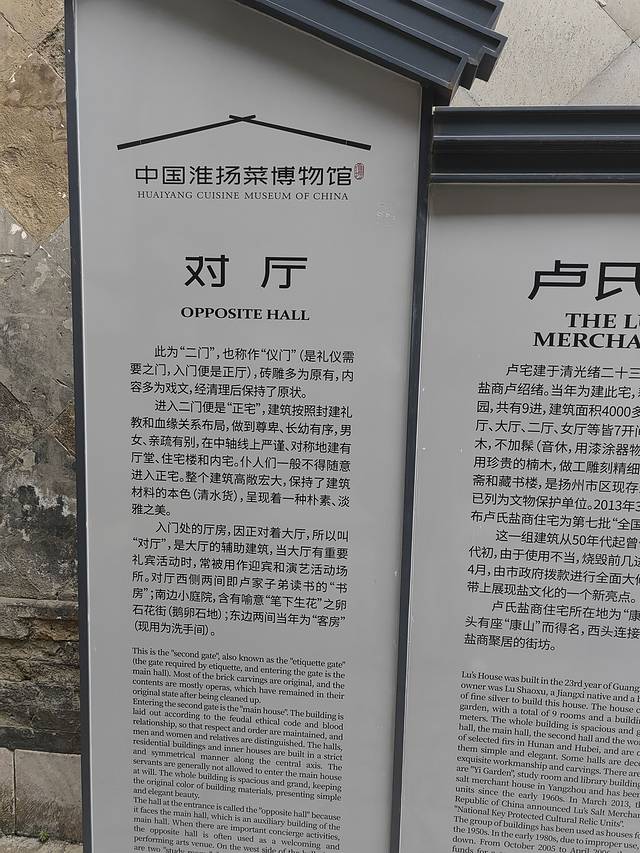 中国淮扬菜博物馆
HUAIYANG CUISINE MUSEUM OF CHINA
对 厅
OPPOSITE HALL
此为“二门”，也称作“仪门”（是礼仪需
要之门，入门便是正厅），砖雕多为原有，内
容多为戏文，经清理后保持了原状。
进入二门便是“正宅”，建筑按照封建礼
教和血缘关系布局，做到尊卑、长幼有序，男
女、亲疏有别，在中轴线上严谨、对称地建有
厅堂、住宅楼和内宅。仆人们一般不得随意
进入正宅。整个建筑高敞宏大，保持了建筑
材料的本色（清水货），呈现着一种朴素、淡
雅之美。
入门处的厅房，因正对着大厅，所以叫
“对厅”，是大厅的辅助建筑，当大厅有重要
礼宾活动时，常被用作迎宾和演艺活动场
所。对厅西侧两间即卢家子弟读书的“书
房”；南边小庭院，含有喻意“笔下生花”之卵
石花街（鹅卵石地）；东边两间当年为“客房”
（现用为洗手间）。
This is the "second gate", also known as the "etiquette gate"
(the gate required by etiquette, and entering the gate is the
main hall). Most of the brick carvings are original, and the
contents are mostly operas, which have remained in their
original state after being cleaned up.
Entering the second gate is the "main house". The building is
laid out according to the feudal ethical code and blood
relationship, so that respect and order are maintained, and
men and women and relatives are distinguished. The halls,
residential buildings and inner houses are built in a strict
and symmetrical manner along the central axis. The
servants are generally not allowed to enter the main house
at will. The whole building is spacious and grand, keeping
the original color of building materials, presenting simple
and elegant beauty.
The hall at the entrance is called the "opposite hall" because
it faces the main hall, which is an auxiliary building of the
main hall. When there are important concierge activities,
the opposite hall is often used as a welcoming and
performing arts venue. On the west side of the hall
are two "study
卢氏
THE LU
MERCHA
卢宅建于清光绪二十三
盐商卢绍绪。当年为建此宅，
园，共有9进，建筑面积4000多
厅、大厅、二厅、女厅等皆7开间
木，不加髹（音休，用漆涂器物
用珍贵的楠木，做工雕刻精细
斋和藏书楼，是扬州市区现存
已列为文物保护单位。2013年3
布卢氏盐商住宅为第七批“全国
这一组建筑从50年代起曾
代初，由于使用不当，烧毁前几进
4月，由市政府拨款进行全面大修
带上展现盐文化的一个新亮点。
卢氏盐商住宅所在地为“康
头有座“康山”而得名，西头连接
盐商聚居的街坊。
Lu's House was built in the 23rd year of Guang
owner was Lu Shaoxu, a Jiangxi native and a
of fine silver to build this house. The house c
garden, with a total of 9 rooms and a buildi
meters. The whole building is spacious and g
hall, the main hall, the second hall and the wo
of selected firs in Hunan and Hubei, and are
them simple and elegant. Some halls are dec
exquisite workmanship and carvings. There ar
are "Yi Garden", study room and library building
salt merchant house in Yangzhou and has been
units since the early 1960s. In March 2013, t
Republic of China announced Lu's Salt Merchan
"National Key Protected Cultural Relic Units".
The group of buildings has been used as houses f
the 1950s. In the early 1980s, due to improper use,
down. From October 2005 to April 2006, the